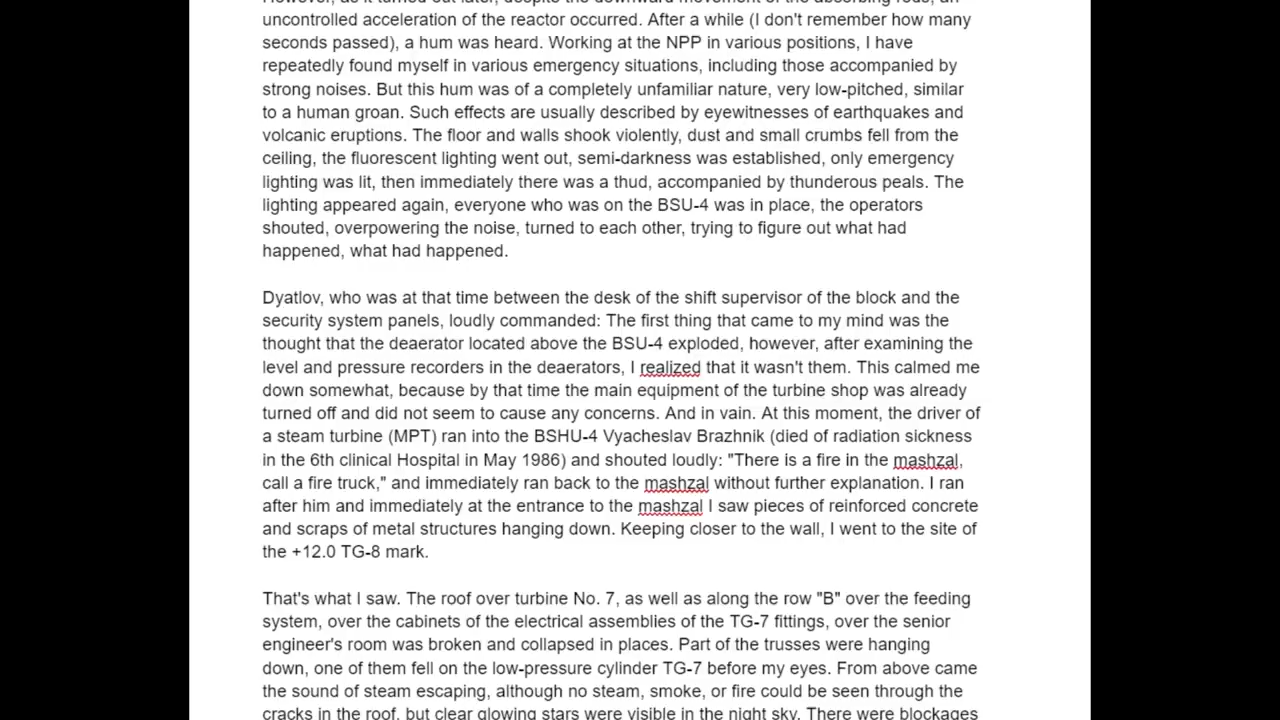 However, as it turned out later, despite the downward movement of the absorbing rods, an
uncontrolled acceleration of the reactor occurred. After a while (I don't remember how many
seconds passed), a hum was heard. Working at the NPP in various positions, I have
repeatedly found myself in various emergency situations, including those accompanied by
strong noises. But this hum was of a completely unfamiliar nature, very low-pitched, similar
to a human groan. Such effects are usually described by eyewitnesses of earthquakes and
volcanic eruptions. The floor and walls shook violently, dust and small crumbs fell from the
ceiling, the fluorescent lighting went out, semi-darkness was established, only emergency
lighting was lit, then immediately there was a thud, accompanied by thunderous peals. The
lighting appeared again, everyone who was on the BSU-4 was in place, the operators
shouted, overpowering the noise, turned to each other, trying to figure out what had
happened, what had happened.
Dyatlov, who was at that time between the desk of the shift supervisor of the block and the
security system panels, loudly commanded: The first thing that came to my mind was the
thought that the deaerator located above the BSU-4 exploded, however, after examining the
level and pressure recorders in the deaerators, I realized that it wasn't them. This calmed me
down somewhat, because by that time the main equipment of the turbine shop was already
turned off and did not seem to cause any concerns. And in vain. At this moment, the driver of
a steam turbine (MPT) ran into the BSHU-4 Vyacheslav Brazhnik (died of radiation sickness
in the 6th clinical Hospital in May 1986) and shouted loudly: "There is a fire in the mashzal,
call a fire truck," and immediately ran back to the mashzal without further explanation. I ran
after him and immediately at the entrance to the mashzal I saw pieces of reinforced concrete
and scraps of metal structures hanging down. Keeping closer to the wall, I went to the site of
the +12.0 TG-8 mark.
That's what I saw. The roof over turbine No. 7, as well as along the row "B" over the feeding
system, over the cabinets of the electrical assemblies of the TG-7 fittings, over the senior
engineer's room was broken and collapsed in places. Part of the trusses were hanging
down, one of them fell on the low-pressure cylinder TG-7 before my eyes. From above came
the sound of steam escaping, although no steam, smoke, or fire could be seen through the
cracks in the roof, but clear glowing stars were visible in the night sky. There were blockages